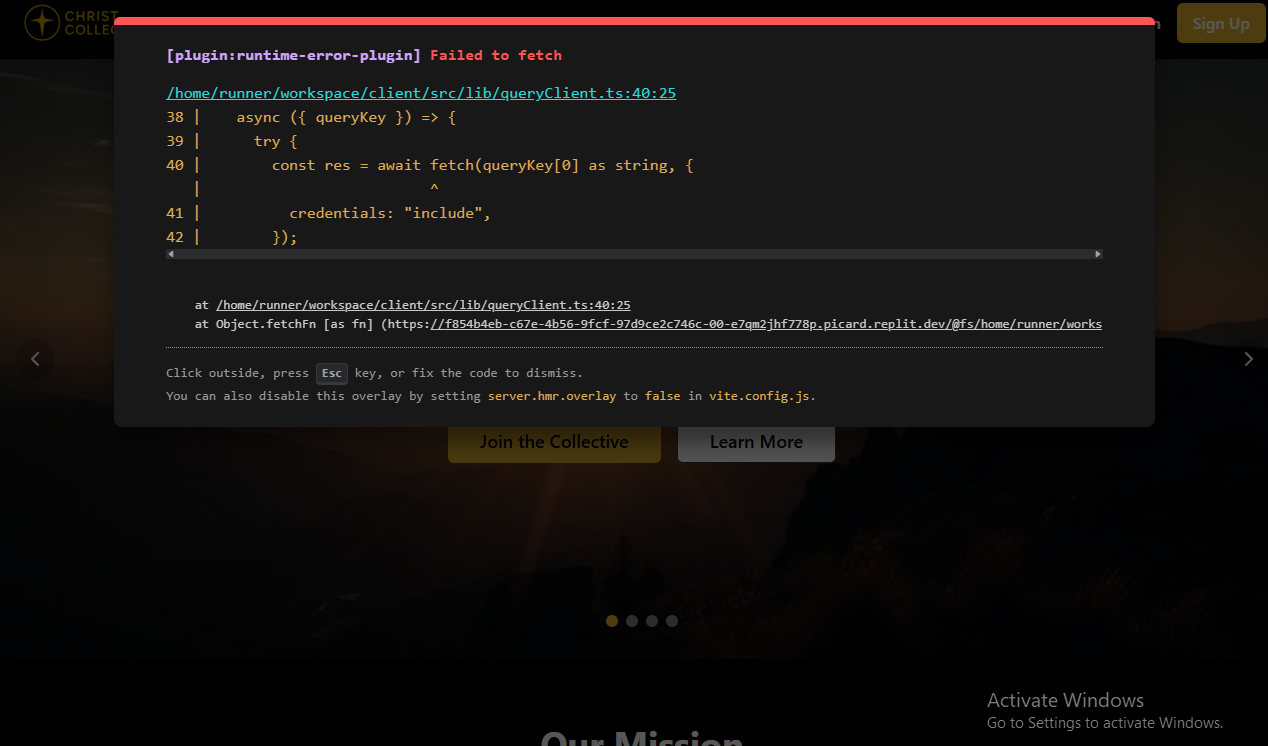 CHRIST
COLLEC
n
Sign Up
[plugin:runtime-error-plugin] Failed to fetch
/home/runner/workspace/client/src/lib/queryClient.ts:40:25
38 |    async ({ queryKey }) => {
39 |      try {
40 |        const res = await fetch(queryKey[0] as string, {
   |                          ^
41 |          credentials: "include",
42 |        });
at /home/runner/workspace/client/src/lib/queryClient.ts:40:25
at Object.fetchFn [as fn] (https://f854b4eb-c67e-4b56-9fcf-97d9ce2c746c-00-e7qm2jhf778p.picard.replit.dev/@fs/home/runner/works
Click outside, press Esc key, or fix the code to dismiss.
You can also disable this overlay by setting server.hmr.overlay to false in vite.config.js.
Join the Collective
Learn More
Activate Windows
Go to Settings to activate Windows.
Our Mission